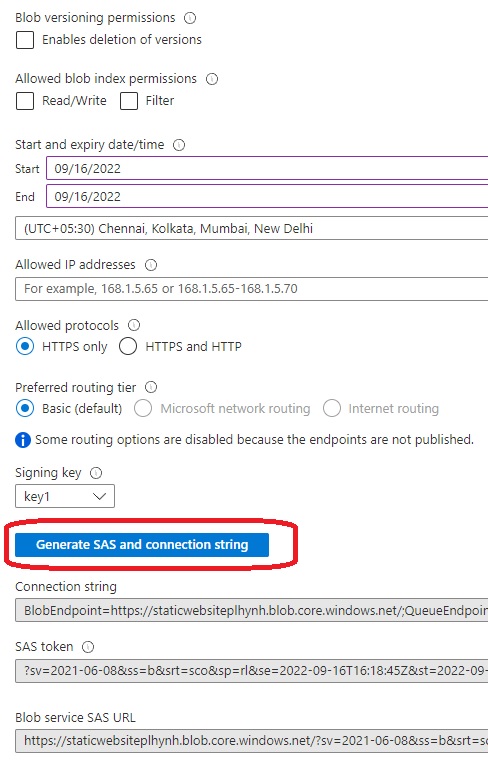 Blob versioning permissions
Enables deletion of versions
Allowed blob index permissions
Read/Write Filter
Start and expiry date/time
Start 09/16/2022
End 09/16/2022
(UTC+05:30) Chennai, Kolkata, Mumbai, New Delhi
Allowed IP addresses
For example, 168.1.5.65 or 168.1.5.65-168.1.5.70
Allowed protocols
HTTPS only HTTPS and HTTP
Preferred routing tier
Basic (default) Microsoft network routing Internet routing
Some routing options are disabled because the endpoints are not published.
Signing key
key1
Generate SAS and connection string
Connection string
BlobEndpoint=https://staticwebsiteplhynh.blob.core.windows.net/;QueueEndpoin
SAS token
?sv=2021-06-08&ss=b&srt=sco&sp=rl&se=2022-09-16T16:18:45Z&st=2022-09-
Blob service SAS URL
https://staticwebsiteplhynh.blob.core.windows.net/?sv=2021-06-08&ss=b&srt=sc